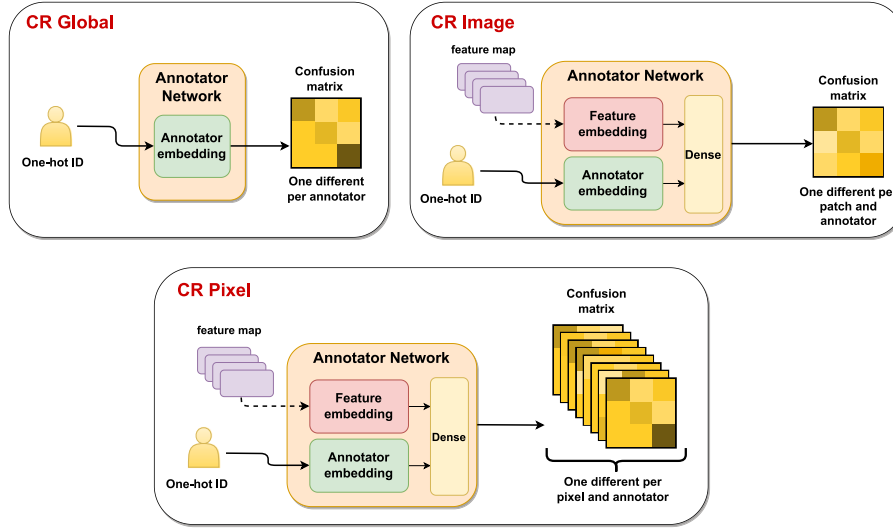 CR Global
Annotator
Network
Confusion
matrix
Annotator
embedding
One-hot ID
One different
per annotator
CR Image
feature map
Annotator Network
Confusion
matrix
Feature
embedding
Dense
Annotator
embedding
One-hot ID
One different per
patch and
annotator
CR Pixel
Confusion
matrix
feature map
Annotator Network
Feature
embedding
Dense
Annotator
embedding
One-hot ID
One different per
pixel and annotator